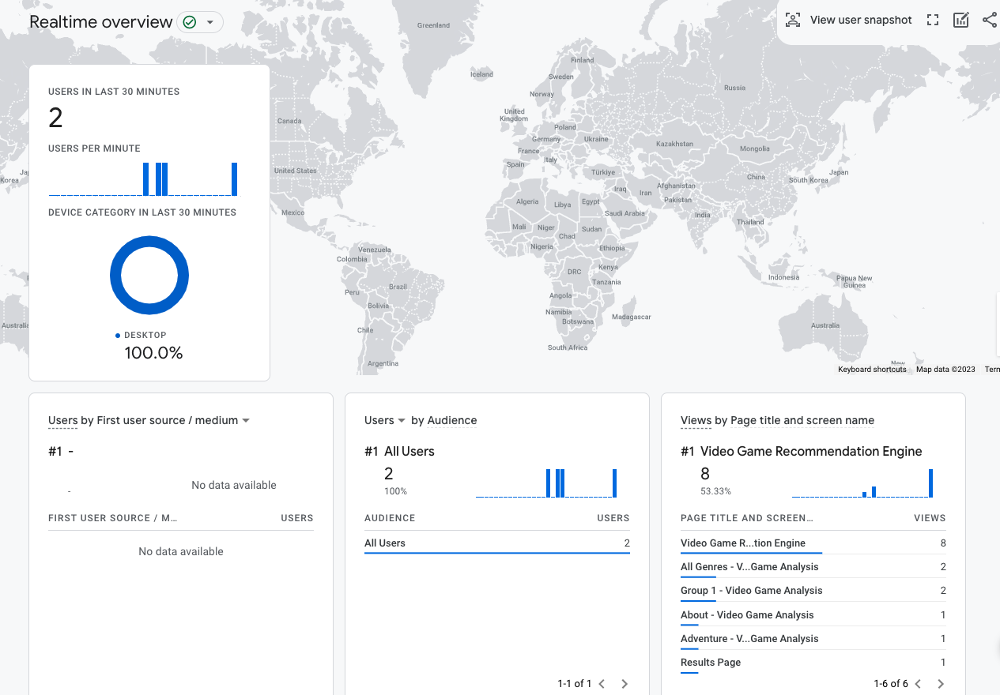 Realtime overview
View user snapshot
Greenland
Iceland
Finland
Sweden
Norway
Russia
United
Kingdom
Poland
Germany
Ukraine
France
Italy
Spain
Kazakhstan
Mongolia
Türkiye
China
Japan
South Korea
Iraq
Iran
Afghanistan
Pakistan
Algeria
Libya
Egypt
Saudi Arabia
India
Thailand
Mali
Niger
Chad
Sudan
Nigeria
Ethiopia
Kenya
DRC
Tanzania
Angola
Namibia
Botswana
Madagascar
South Africa
Indonesia
Papua New
Guinea
Australia
New
Canada
United States
Mexico
Venezuela
Colombia
Peru
Brazil
Bolivia
Chile
Argentina
Jap
Korea
Australia
USERS IN LAST 30 MINUTES
2
USERS PER MINUTE
DEVICE CATEGORY IN LAST 30 MINUTES
DESKTOP
100.0%
Keyboard shortcuts Map data ©2023 Term
Users by First user source / medium
#1 -
-
No data available
FIRST USER SOURCE / M… USERS
No data available
Users by Audience
#1 All Users
2
100%
AUDIENCE USERS
All Users 2
1-1 of 1
Views by Page title and screen name
#1 Video Game Recommendation Engine
8
53.33%
PAGE TITLE AND SCREEN… VIEWS
Video Game R...tion Engine 8
All Genres - V...Game Analysis 2
Group 1 - Video Game Analysis 2
About - Video Game Analysis 1
Adventure - V...Game Analysis 1
Results Page 1
1-6 of 6